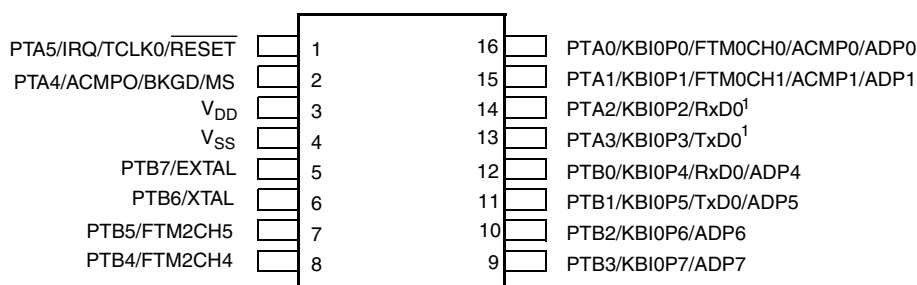 PTA5/IRQ/TCLK0/RESET 1 16 PTA0/KBI0P0/FTM0CH0/ACMP0/ADP0
PTA4/ACMPO/BKGD/MS 2 15 PTA1/KBI0P1/FTM0CH1/ACMP1/ADP1
VDD 3 14 PTA2/KBI0P2/RxD0¹
VSS 4 13 PTA3/KBI0P3/TxD0¹
PTB7/EXTAL 5 12 PTB0/KBI0P4/RxD0/ADP4
PTB6/XTAL 6 11 PTB1/KBI0P5/TxD0/ADP5
PTB5/FTM2CH5 7 10 PTB2/KBI0P6/ADP6
PTB4/FTM2CH4 8 9 PTB3/KBI0P7/ADP7